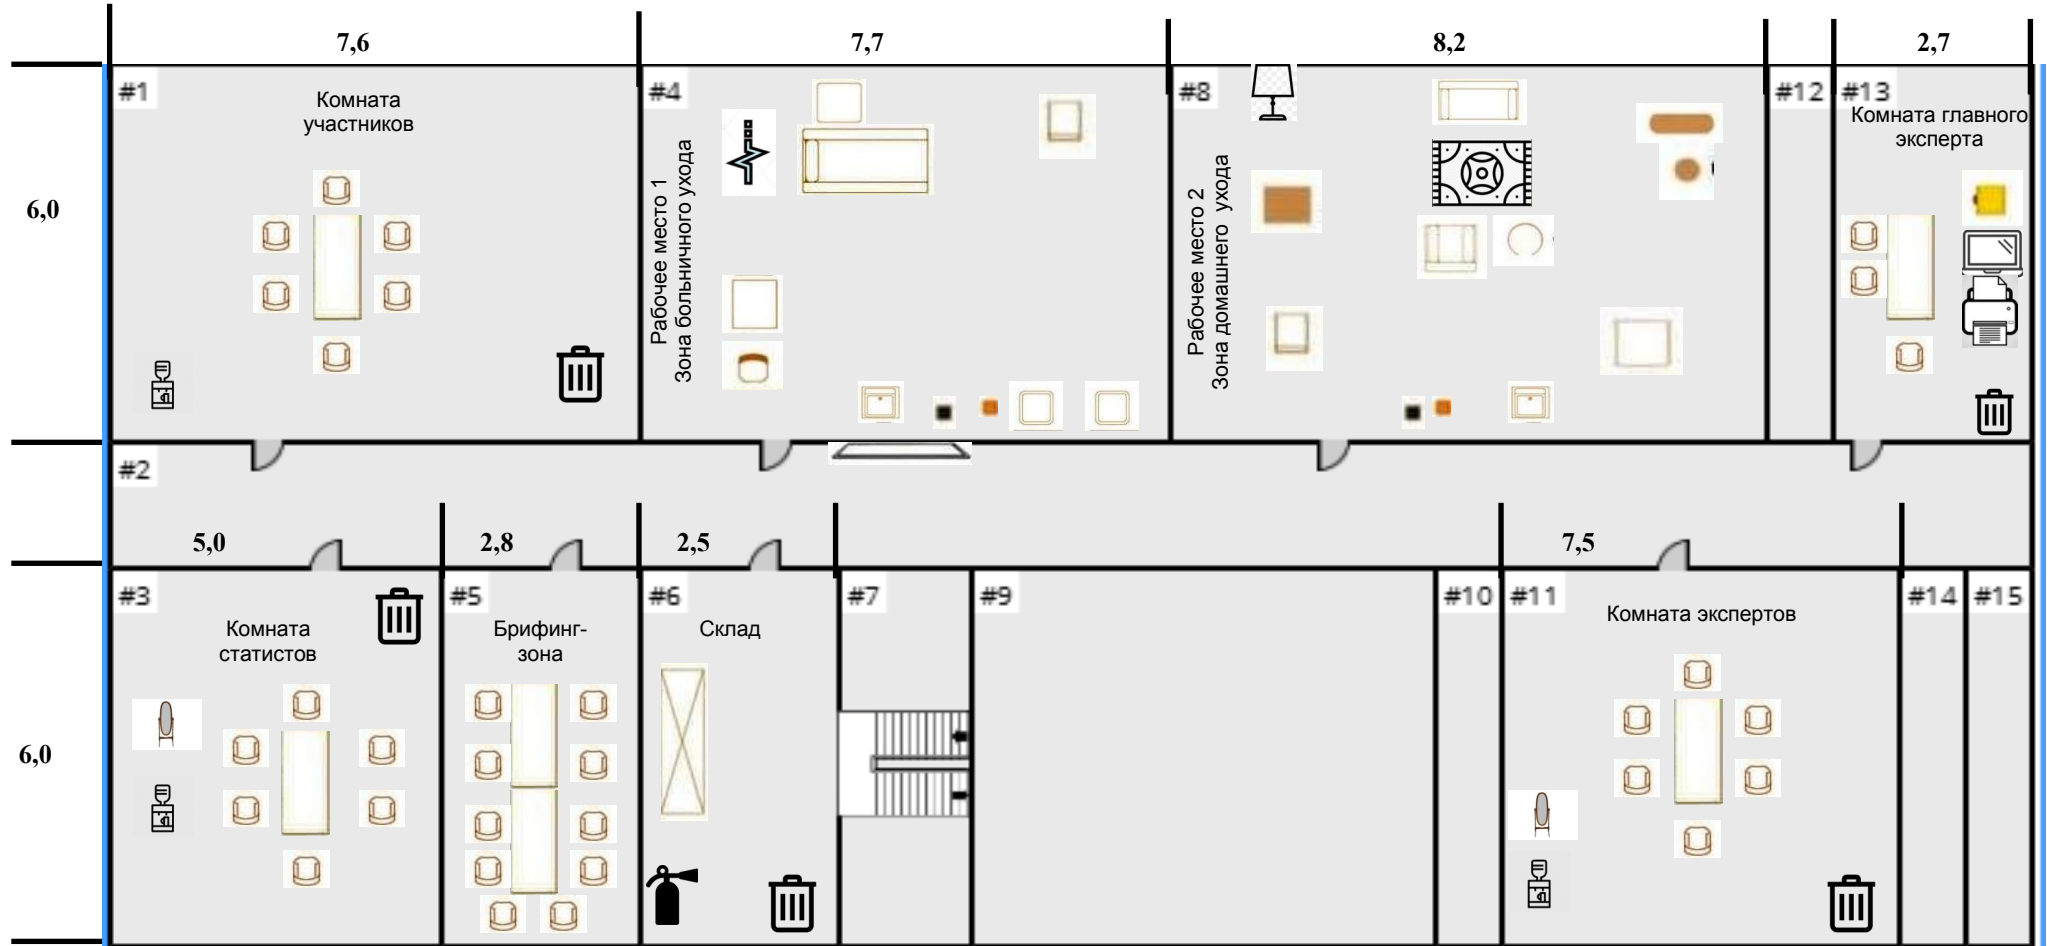 7,6
7,7
8,2
2,7
#1
Комната
участников
#4
Рабочее место 1
Зона больничного ухода
#8
Рабочее место 2
Зона домашнего  ухода
#12
#13
Комната главного
эксперта
6,0
#2
5,0
2,8
2,5
7,5
#3
Комната
статистов
#5
Брифинг-
зона
#6
Склад
#7
#9
#10
#11
Комната экспертов
#14
#15
6,0